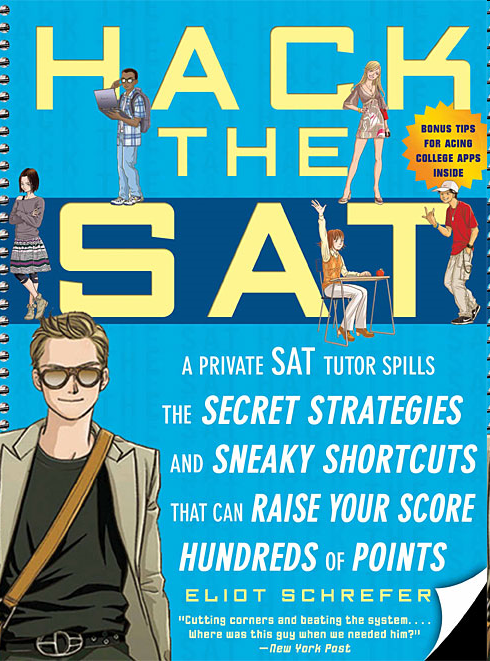 HACK
THE
SAT
BONUS TIPS
FOR ACING
COLLEGE APPS
INSIDE
A PRIVATE SAT TUTOR SPILLS
THE SECRET STRATEGIES
AND SNEAKY SHORTCUTS
THAT CAN RAISE YOUR SCORE
HUNDREDS OF POINTS
ELIOT SCHREFER
"Cutting corners and beating the system. . . .
Where was this guy when we needed him?"
—New York Post